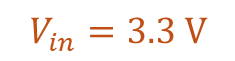 V_in = 3.3 V